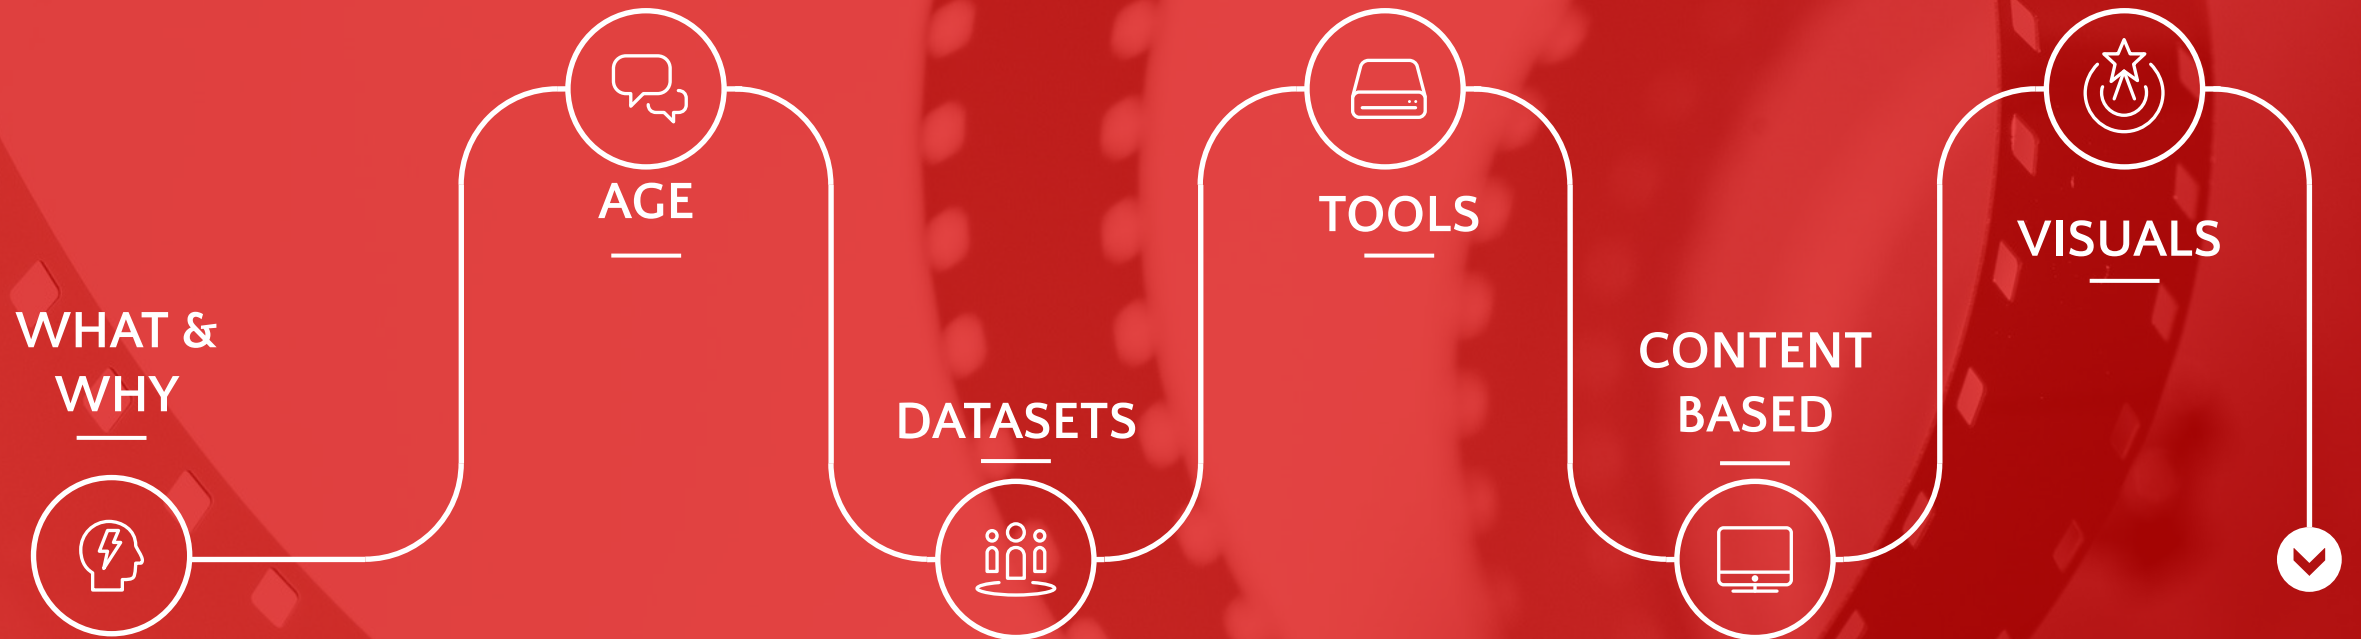 WHAT &
WHY
AGE
DATASETS
TOOLS
CONTENT
BASED
VISUALS